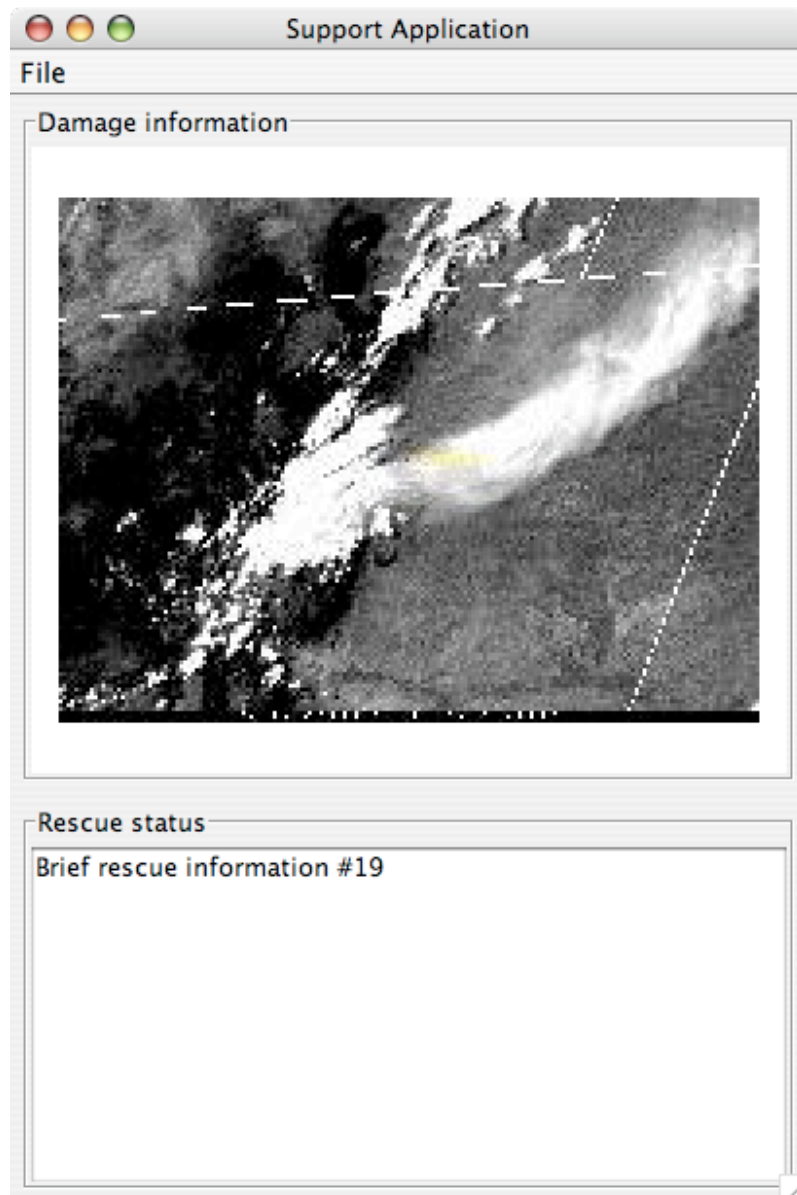 Support Application
File
Damage information
Rescue status
Brief rescue information #19